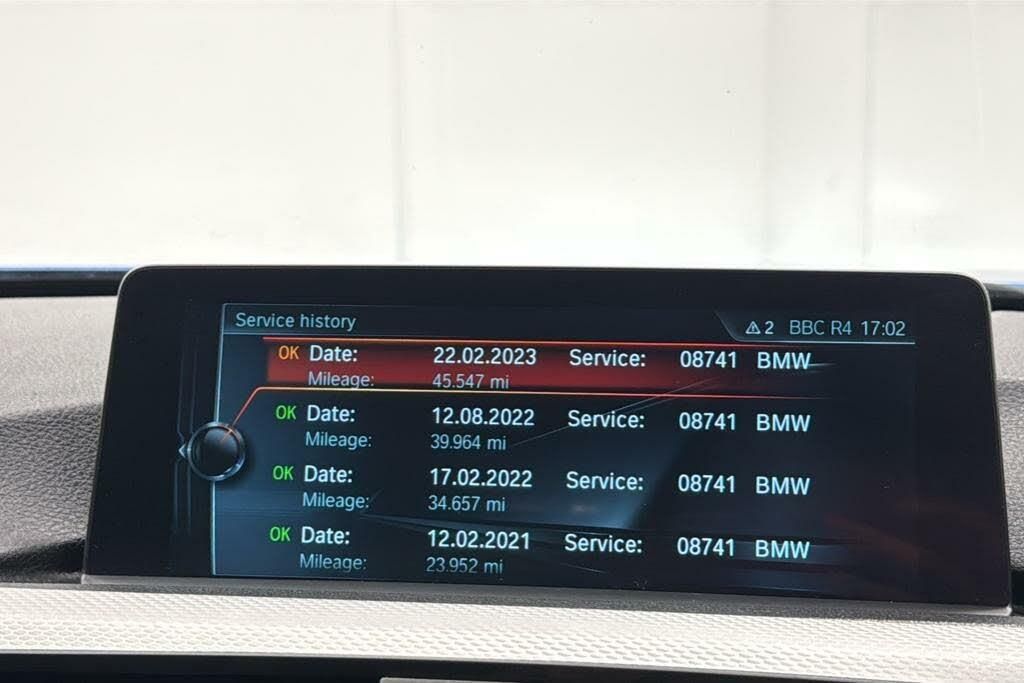 Service history
⚠ 2 BBC R4 17:02
OK Date: 22.02.2023 Service: 08741 BMW
Mileage: 45.547 mi
OK Date: 12.08.2022 Service: 08741 BMW
Mileage: 39.964 mi
OK Date: 17.02.2022 Service: 08741 BMW
Mileage: 34.657 mi
OK Date: 12.02.2021 Service: 08741 BMW
Mileage: 23.952 mi